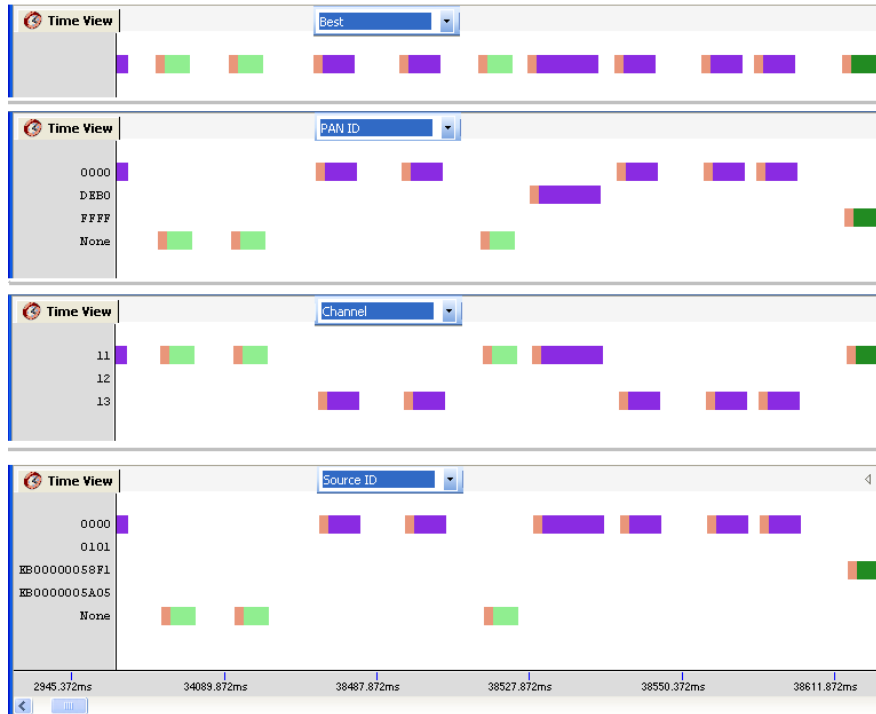 Time View Best
Time View PAN ID
0000
DEB0
FFFF
None
Time View Channel
11
12
13
Time View Source ID
0000
0101
EB00000058F1
EB0000005A05
None
2945.372ms 34089.872ms 38487.872ms 38527.872ms 38550.372ms 38611.872ms